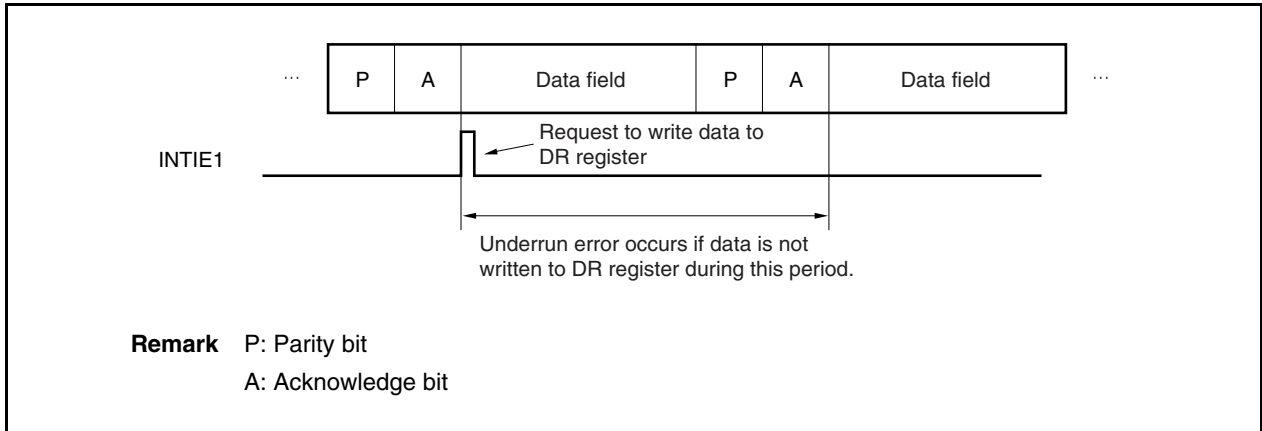 ... P A Data field P A Data field ...
Request to write data to
DR register
INTIE1
Underrun error occurs if data is not
written to DR register during this period.
Remark P: Parity bit
A: Acknowledge bit